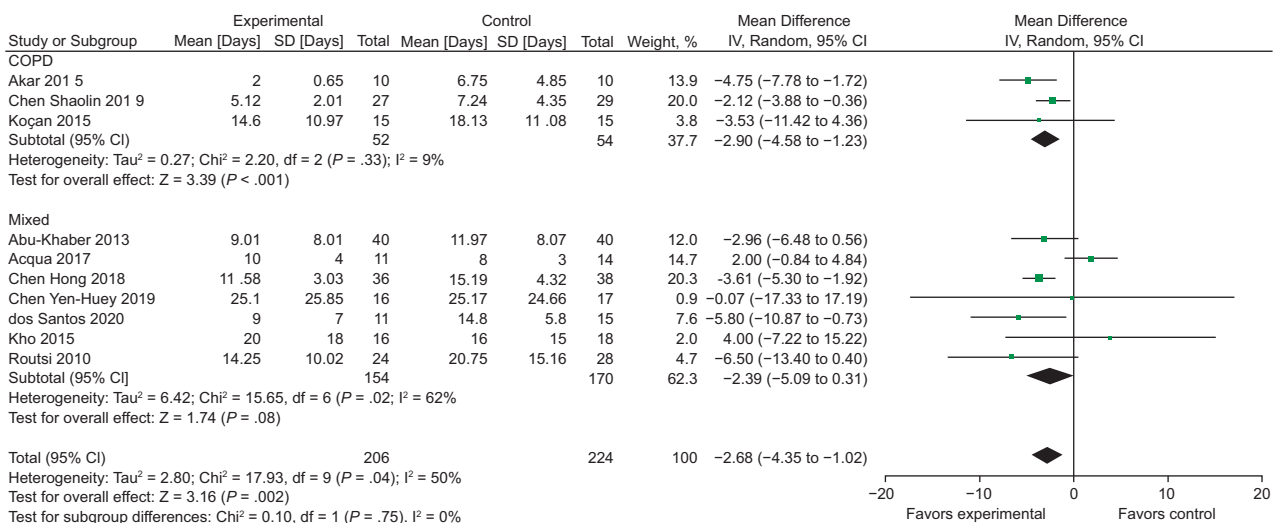 Experimental Control Mean Difference Mean Difference
Study or Subgroup Mean [Days] SD [Days] Total Mean [Days] SD [Days] Total Weight, % IV, Random, 95% CI IV, Random, 95% CI
COPD
Akar 201 5 2 0.65 10 6.75 4.85 10 13.9 −4.75 (−7.78 to −1.72)
Chen Shaolin 201 9 5.12 2.01 27 7.24 4.35 29 20.0 −2.12 (−3.88 to −0.36)
Koçan 2015 14.6 10.97 15 18.13 11 .08 15 3.8 −3.53 (−11.42 to 4.36)
Subtotal (95% CI) 52 54 37.7 −2.90 (−4.58 to −1.23)
Heterogeneity: Tau² = 0.27; Chi² = 2.20, df = 2 (P = .33); I² = 9%
Test for overall effect: Z = 3.39 (P < .001)
Mixed
Abu-Khaber 2013 9.01 8.01 40 11.97 8.07 40 12.0 −2.96 (−6.48 to 0.56)
Acqua 2017 10 4 11 8 3 14 14.7 2.00 (−0.84 to 4.84)
Chen Hong 2018 11 .58 3.03 36 15.19 4.32 38 20.3 −3.61 (−5.30 to −1.92)
Chen Yen-Huey 2019 25.1 25.85 16 25.17 24.66 17 0.9 −0.07 (−17.33 to 17.19)
dos Santos 2020 9 7 11 14.8 5.8 15 7.6 −5.80 (−10.87 to −0.73)
Kho 2015 20 18 16 16 15 18 2.0 4.00 (−7.22 to 15.22)
Routsi 2010 14.25 10.02 24 20.75 15.16 28 4.7 −6.50 (−13.40 to 0.40)
Subtotal (95% CI] 154 170 62.3 −2.39 (−5.09 to 0.31)
Heterogeneity: Tau² = 6.42; Chi² = 15.65, df = 6 (P = .02; I² = 62%
Test for overall effect: Z = 1.74 (P = .08)
Total (95% CI) 206 224 100 −2.68 (−4.35 to −1.02)
Heterogeneity: Tau² = 2.80; Chi² = 17.93, df = 9 (P = .04); I² = 50%
Test for overall effect: Z = 3.16 (P = .002)
Test for subgroup differences: Chi² = 0.10, df = 1 (P = .75). I² = 0%
−20 −10 0 10 20
Favors experimental Favors control